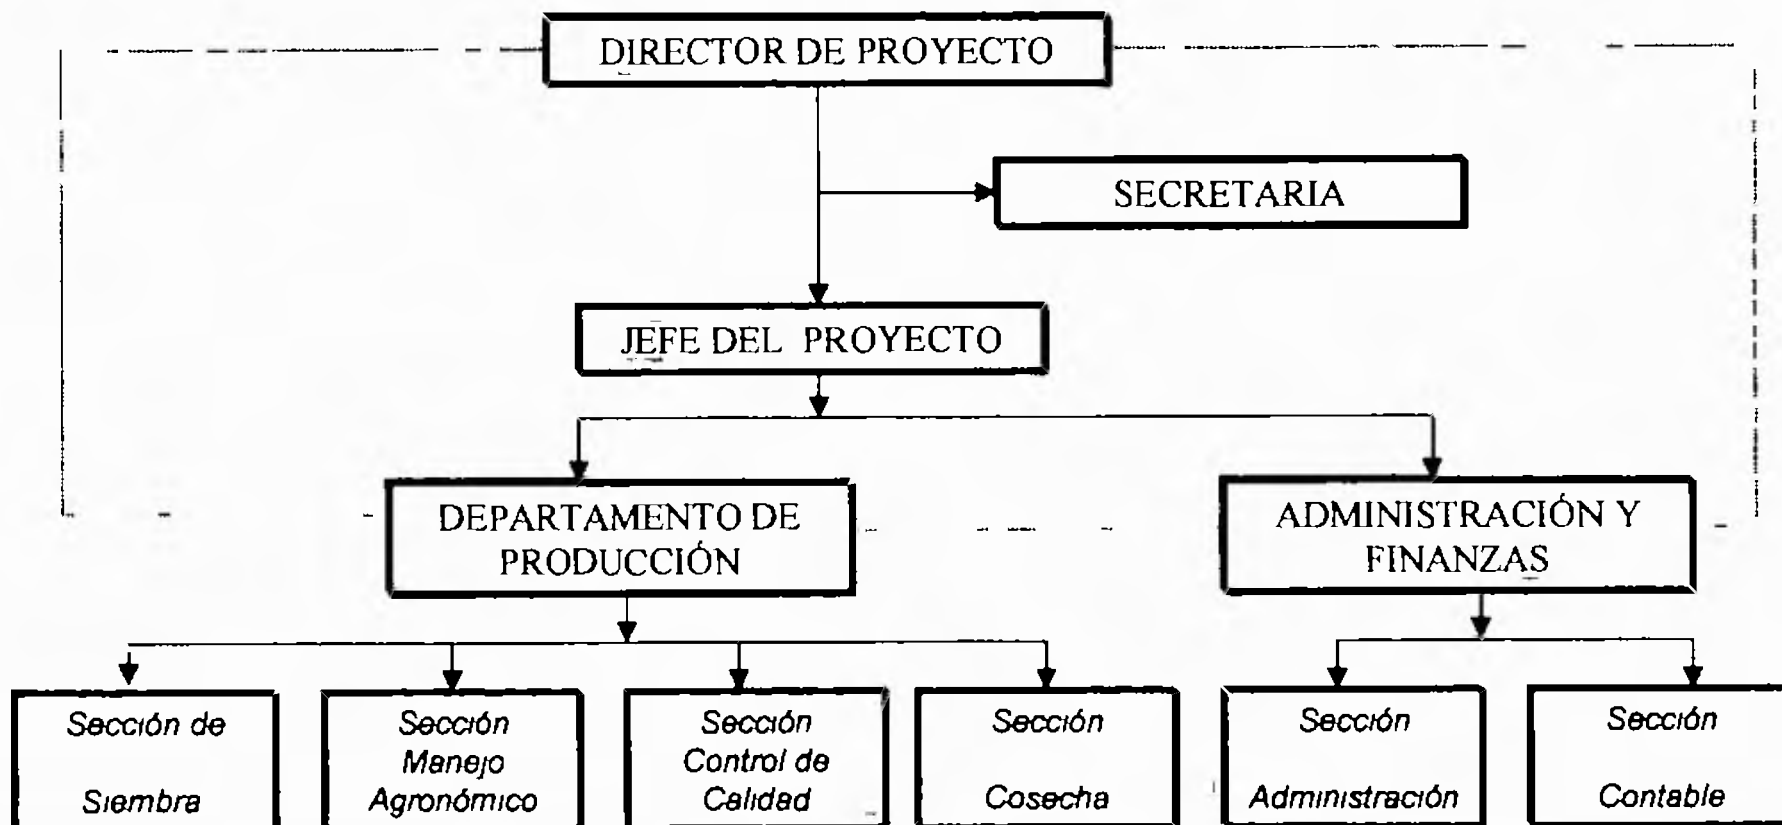 DIRECTOR DE PROYECTO
SECRETARIA
JEFE DEL PROYECTO
DEPARTAMENTO DE
PRODUCCIÓN
ADMINISTRACIÓN Y
FINANZAS
Sección de
Siembra
Sección
Manejo
Agronómico
Sección
Control de
Calidad
Sección
Cosecha
Sección
Administración
Sección
Contable